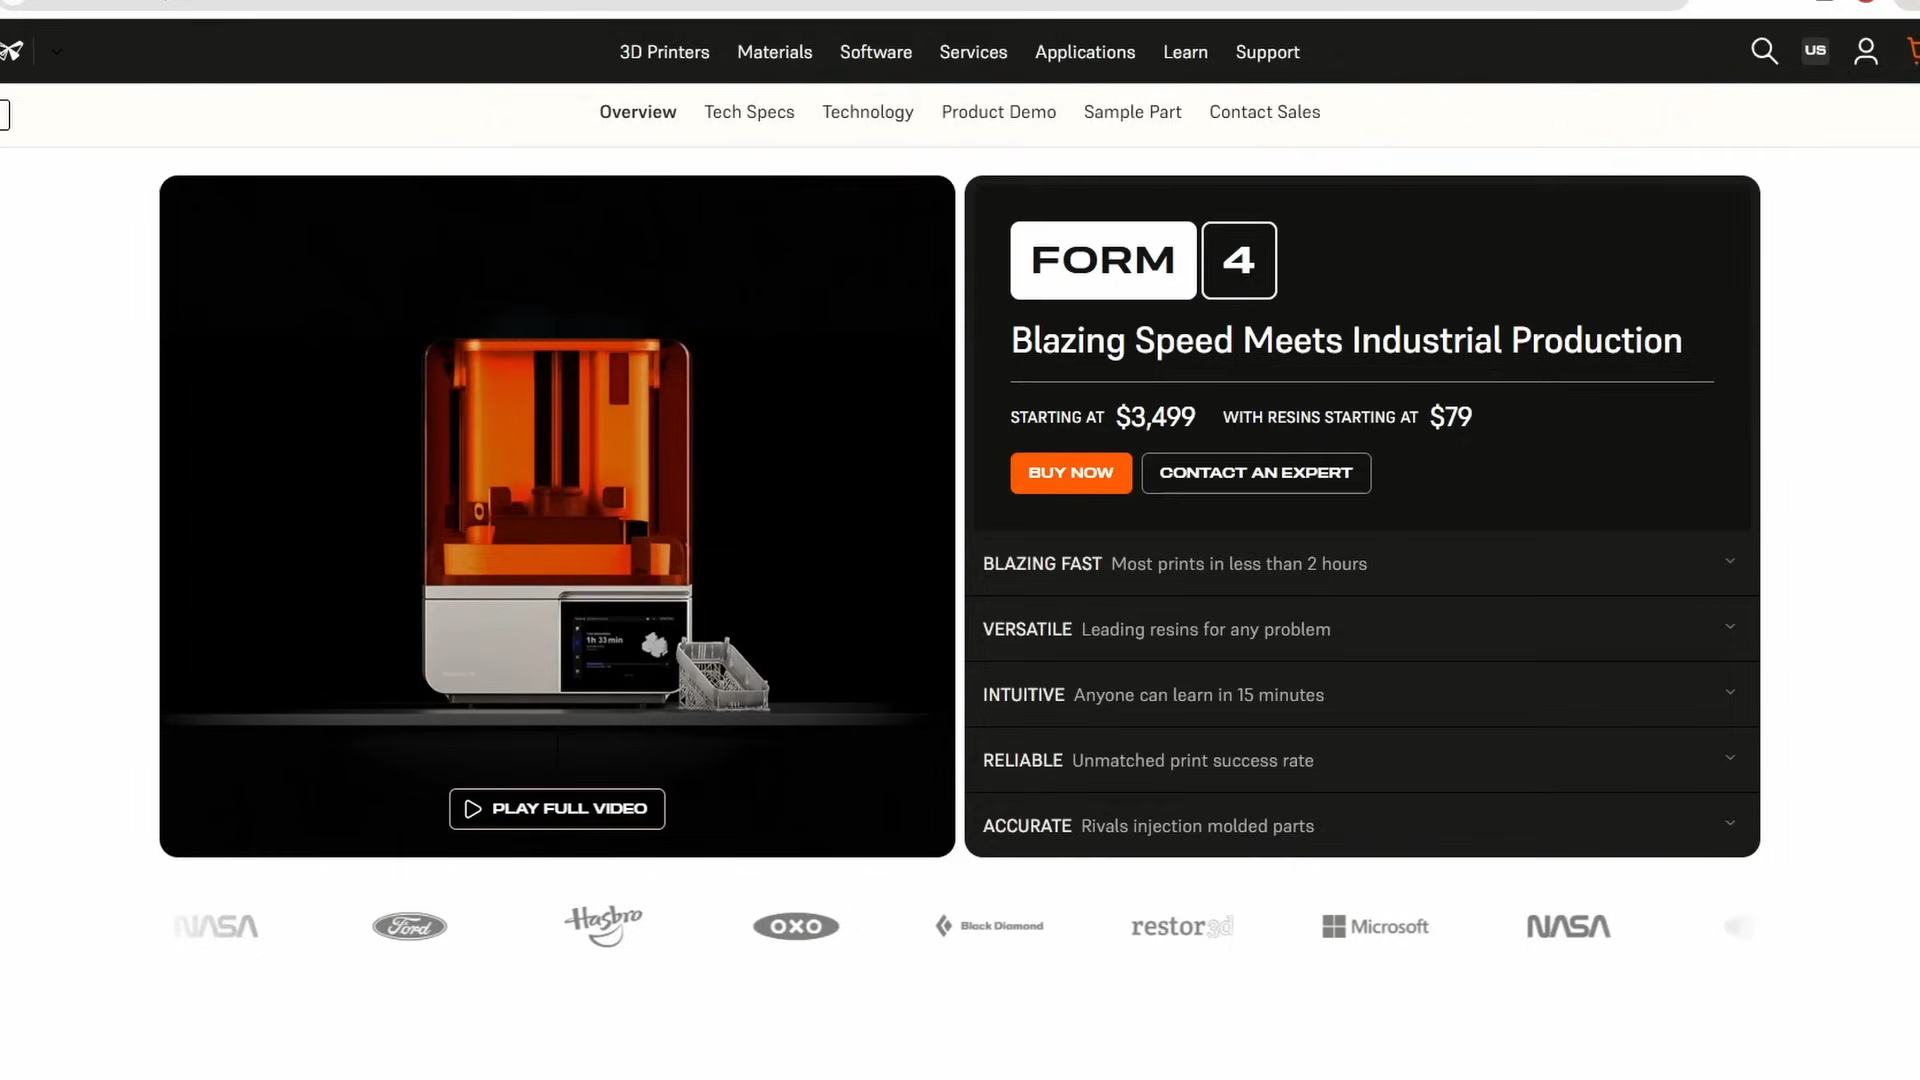 3D Printers Materials Software Services Applications Learn Support
US
Overview Tech Specs Technology Product Demo Sample Part Contact Sales
FORM 4
Blazing Speed Meets Industrial Production
STARTING AT $3,499 WITH RESINS STARTING AT $79
BUY NOW CONTACT AN EXPERT
BLAZING FAST Most prints in less than 2 hours
VERSATILE Leading resins for any problem
INTUITIVE Anyone can learn in 15 minutes
RELIABLE Unmatched print success rate
ACCURATE Rivals injection molded parts
1h 33min
PLAY FULL VIDEO
NASA Ford Hasbro OXO Black Diamond restor3d Microsoft NASA